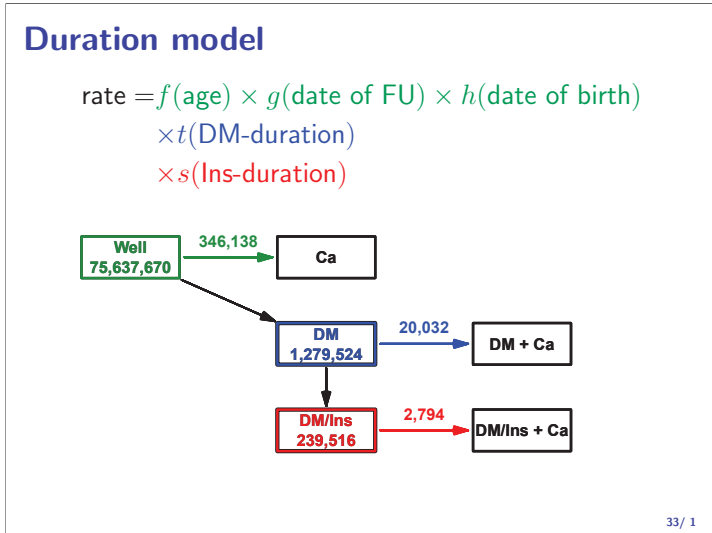 Duration model
rate =f(age) × g(date of FU) × h(date of birth)
×t(DM-duration)
×s(Ins-duration)
Well
75,637,670
346,138
Ca
DM
1,279,524
20,032
DM + Ca
DM/Ins
239,516
2,794
DM/Ins + Ca
33/ 1